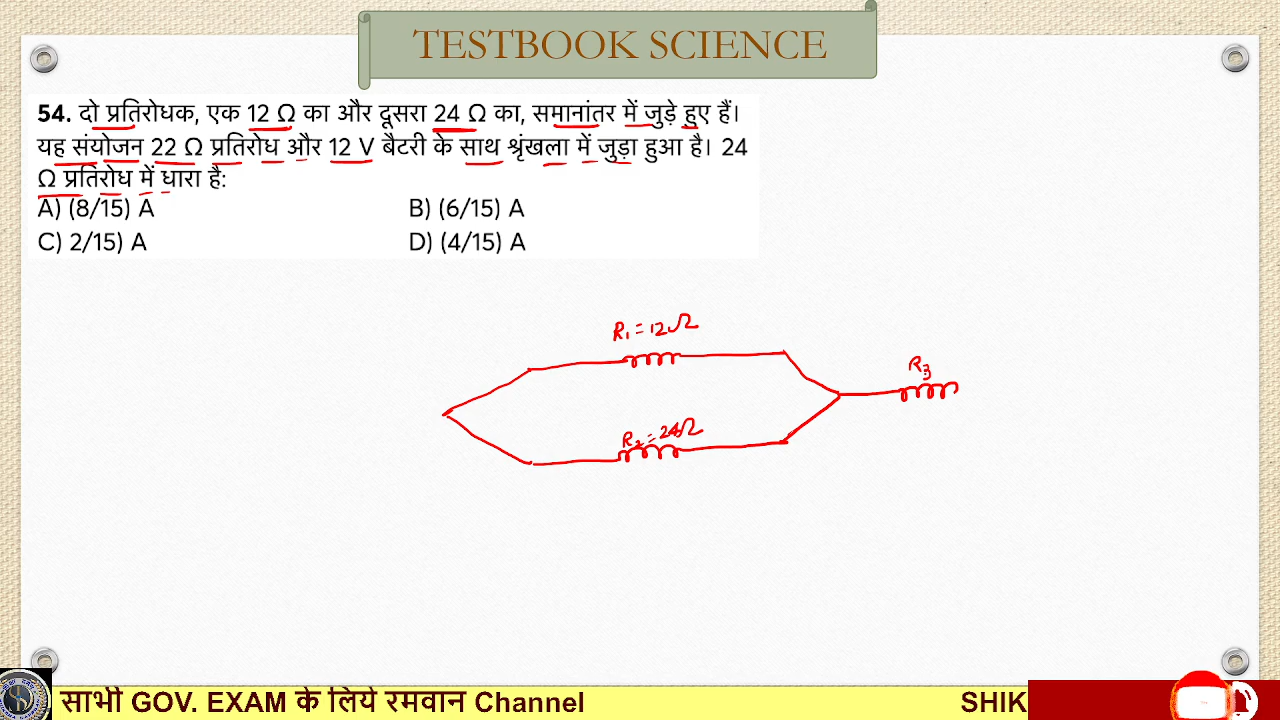 TESTBOOK SCIENCE
54. दो प्रतिरोधक, एक 12 Ω का और दूसरा 24 Ω का, समानांतर में जुड़े हुए हैं।
यह संयोजन 22 Ω प्रतिरोध और 12 V बैटरी के साथ श्रृंखला में जुड़ा हुआ है। 24
Ω प्रतिरोध में धारा है:
A) (8/15) A B) (6/15) A
C) 2/15) A D) (4/15) A
R₁ = 12Ω
R₃
R₂ = 24Ω
साभी GOV. EXAM के लिये रमवान Channel SHIK